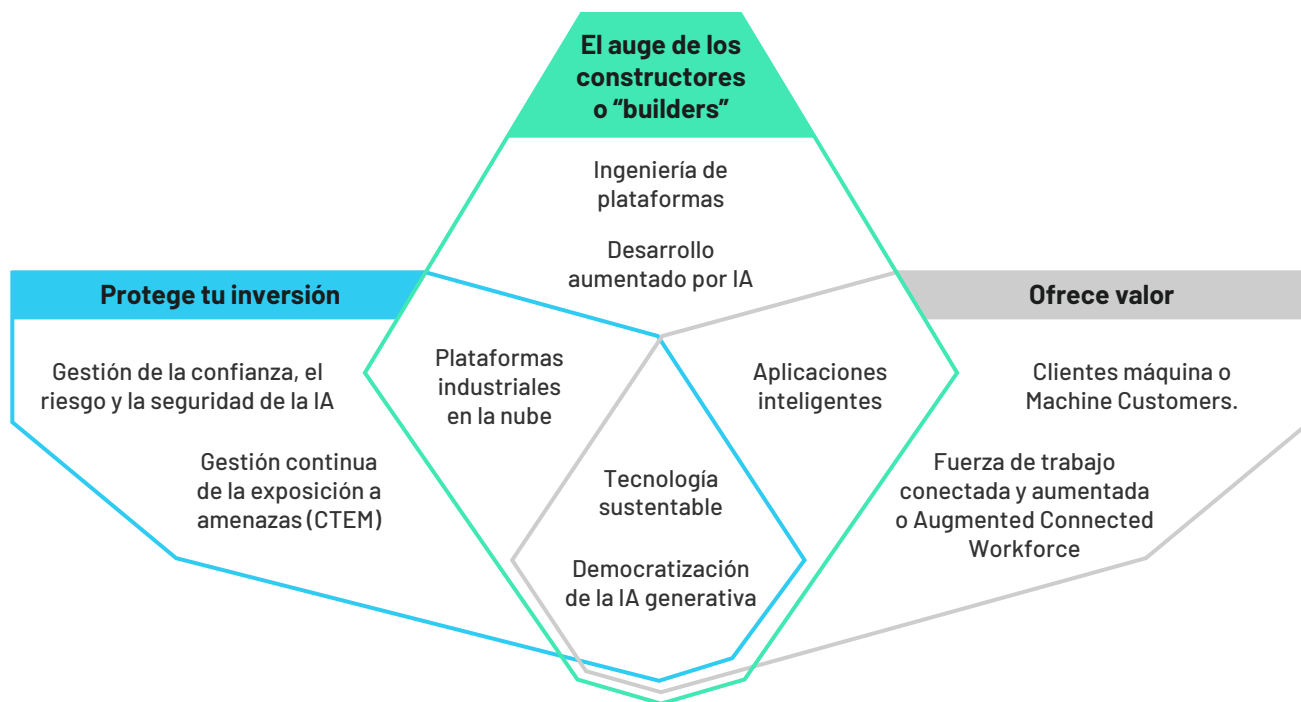 El auge de los
constructores
o “builders”
Ingeniería de
plataformas
Desarrollo
aumentado por IA
Protege tu inversión
Gestión de la confianza, el
riesgo y la seguridad de la IA
Gestión continua
de la exposición a
amenazas (CTEM)
Plataformas
industriales
en la nube
Tecnología
sustentable
Democratización
de la IA generativa
Aplicaciones
inteligentes
Ofrece valor
Clientes máquina o
Machine Customers.
Fuerza de trabajo
conectada y aumentada
o Augmented Connected
Workforce